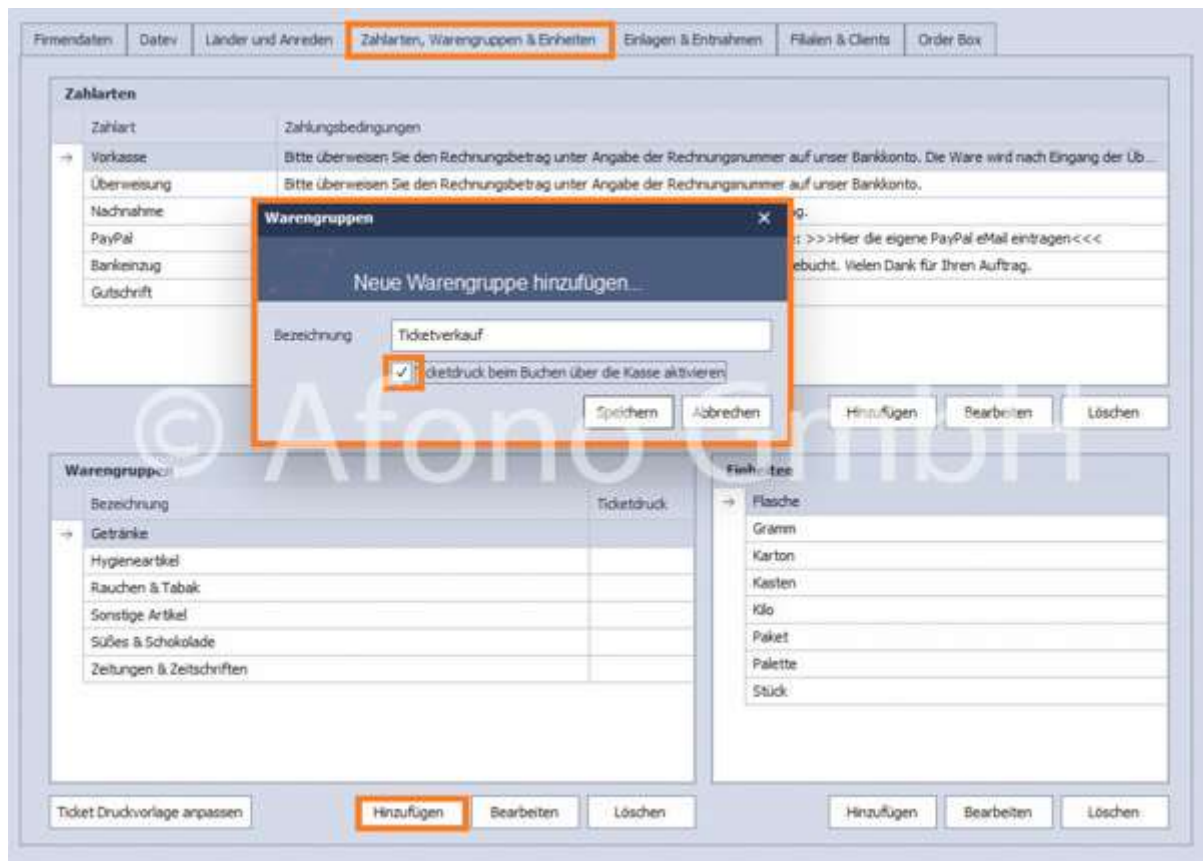 Firmendaten Datev Länder und Anreden Zahlarten, Warengruppen & Einheiten Einlagen & Entnahmen Filialen & Clients Order Box
Zahlarten
Zahlart Zahlungsbedingungen
Vorkasse Bitte überweisen Sie den Rechnungsbetrag unter Angabe der Rechnungsnummer auf unser Bankkonto. Die Ware wird nach Eingang der Üb...
Überweisung Bitte überweisen Sie den Rechnungsbetrag unter Angabe der Rechnungsnummer auf unser Bankkonto.
Nachnahme
PayPal >>>Hier die eigene PayPal eMail eintragen<<<
Bankeinzug ebucht. Vielen Dank für Ihren Auftrag.
Gutschrift
Warengruppen
Neue Warengruppe hinzufügen...
Bezeichnung Ticketverkauf
Ticketdruck beim Buchen über die Kasse aktivieren
Speichern Abbrechen
Hinzufügen Bearbeiten Löschen
© Afono GmbH
Warengruppen
Bezeichnung Ticketdruck
Getränke
Hygieneartikel
Rauchen & Tabak
Sonstige Artikel
Süßes & Schokolade
Zeitungen & Zeitschriften
Ticket Druckvorlage anpassen Hinzufügen Bearbeiten Löschen
Einheiten
Flasche
Gramm
Karton
Kasten
Kilo
Paket
Palette
Stück
Hinzufügen Bearbeiten Löschen